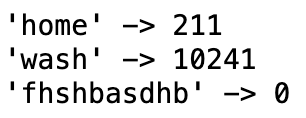 'home' -> 211
'wash' -> 10241
'fhshbasdhb' -> 0